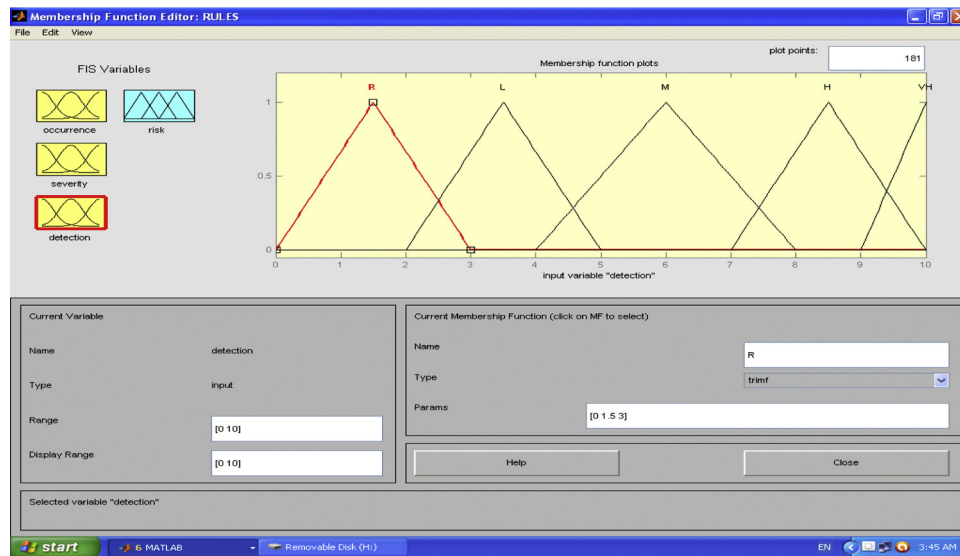 Membership Function Editor: RULES
File Edit View
FIS Variables
occurrence
risk
severity
detection
plot points:
181
Membership function plots
R
L
M
H
VH
1
0.5
0
0 1 2 3 4 5 6 7 8 9 10
input variable "detection"
Current Variable
Name detection
Type input
Range [0 10]
Display Range [0 10]
Current Membership Function (click on MF to select)
Name R
Type trimf
Params [0 1.5 3]
Help Close
Selected variable "detection"
start 6 MATLAB Removable Disk (H:) EN 3:45 AM